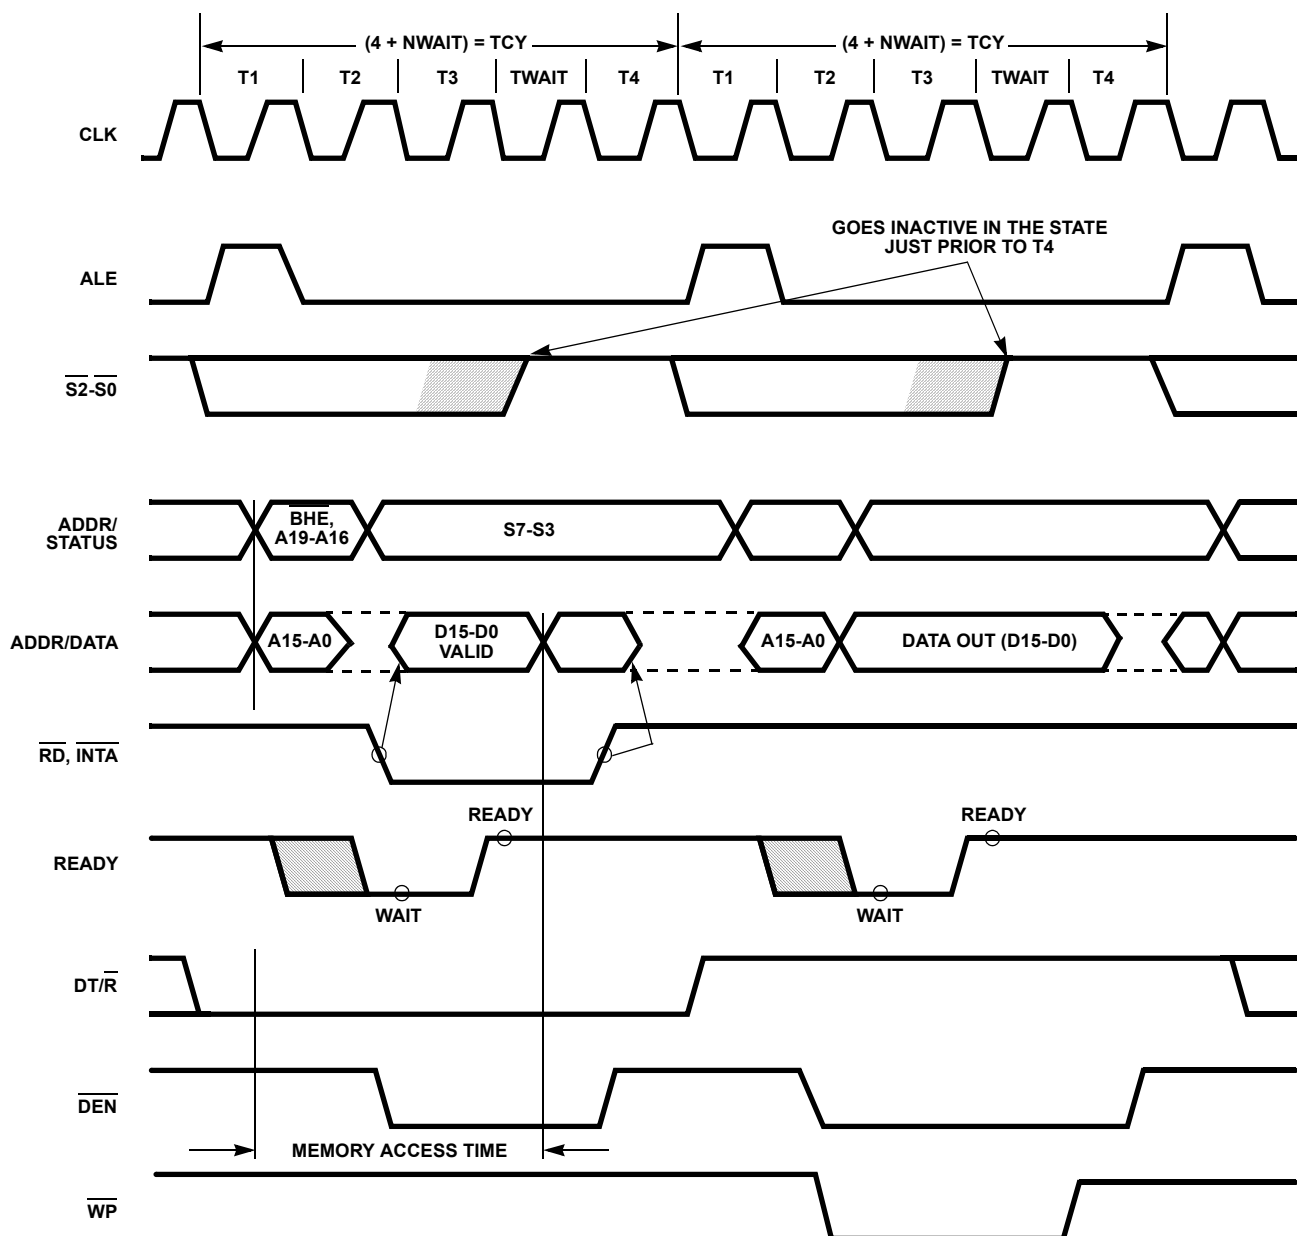 (4 + NWAIT) = TCY (4 + NWAIT) = TCY
T1 T2 T3 TWAIT T4 T1 T2 T3 TWAIT T4
CLK
GOES INACTIVE IN THE STATE
JUST PRIOR TO T4
ALE
S2-S0
ADDR/
STATUS
BHE,
A19-A16
S7-S3
ADDR/DATA
A15-A0
D15-D0
VALID
A15-A0
DATA OUT (D15-D0)
RD, INTA
READY
READY
READY
WAIT
WAIT
DT/R
DEN
MEMORY ACCESS TIME
WP